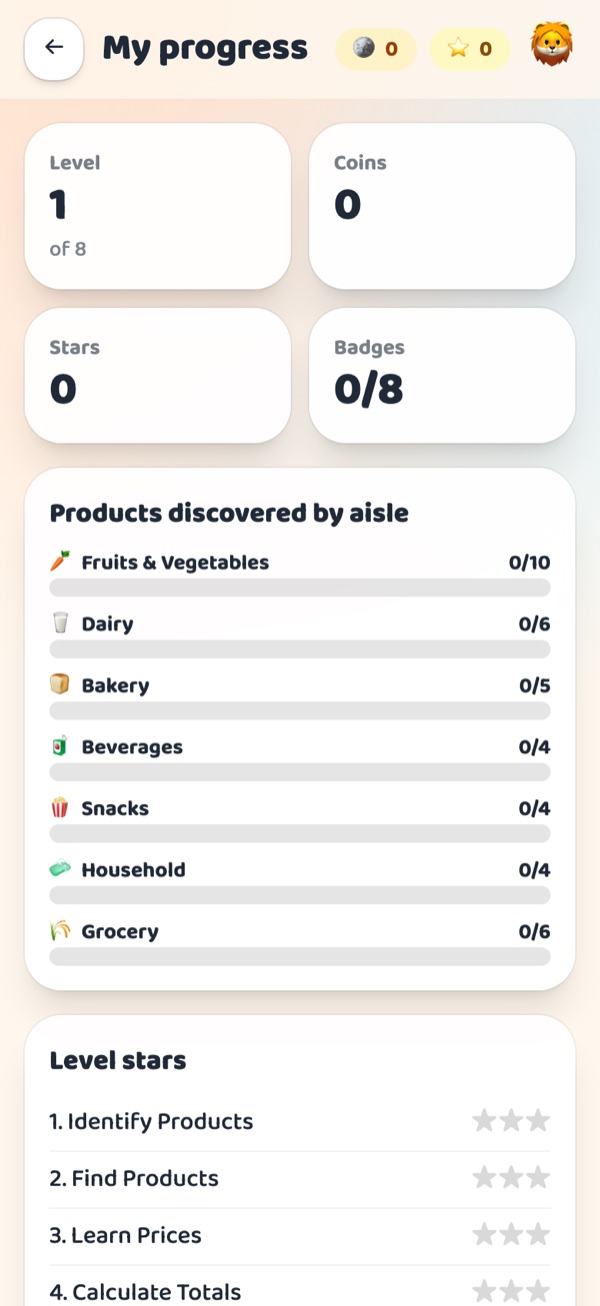 My progress
0
0
Level
1
of 8
Coins
0
Stars
0
Badges
0/8
Products discovered by aisle
Fruits & Vegetables 0/10
Dairy 0/6
Bakery 0/5
Beverages 0/4
Snacks 0/4
Household 0/4
Grocery 0/6
Level stars
1. Identify Products
2. Find Products
3. Learn Prices
4. Calculate Totals